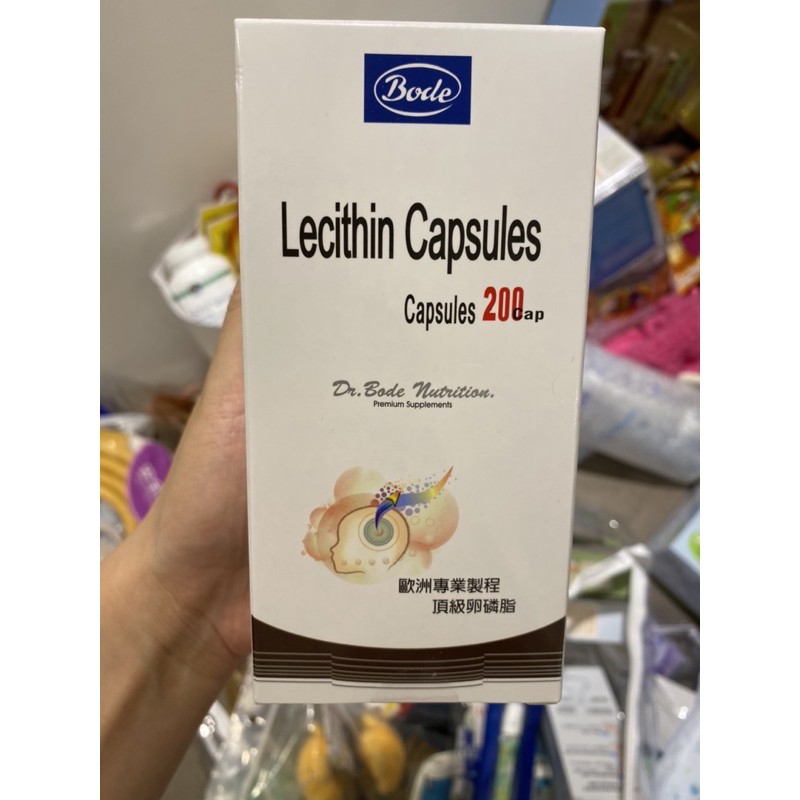 Bode
Lecithin Capsules
Capsules 200Cap
Dr.Bode Nutrition.
Premium Supplements
歐洲專業製程
頂級卵磷脂